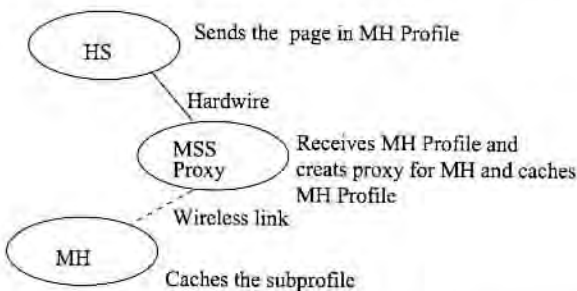 Sends the page in MH Profile
HS
Hardwire
MSS
Proxy
Receives MH Profile and
creats proxy for MH and caches
MH Profile
Wireless link
MH
Caches the subprofile